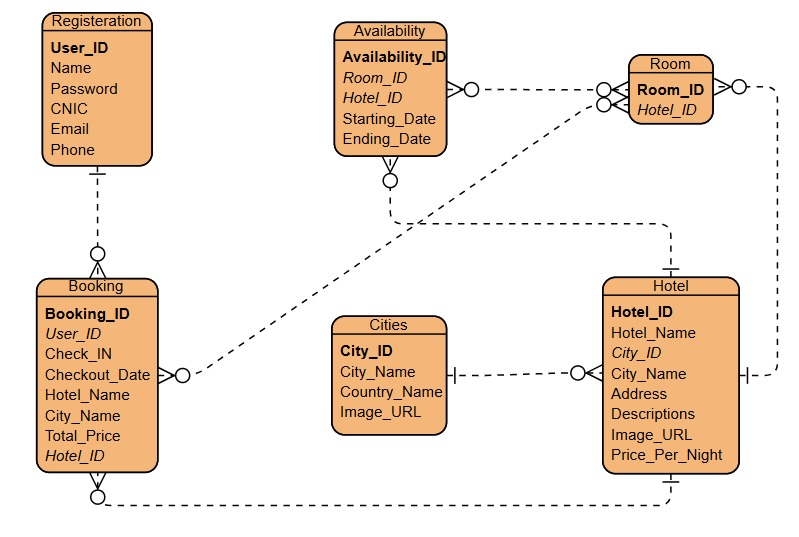 Registeration
User_ID
Name
Password
CNIC
Email
Phone
Availability
Availability_ID
Room_ID
Hotel_ID
Starting_Date
Ending_Date
Room
Room_ID
Hotel_ID
Booking
Booking_ID
User_ID
Check_IN
Checkout_Date
Hotel_Name
City_Name
Total_Price
Hotel_ID
Cities
City_ID
City_Name
Country_Name
Image_URL
Hotel
Hotel_ID
Hotel_Name
City_ID
City_Name
Address
Descriptions
Image_URL
Price_Per_Night